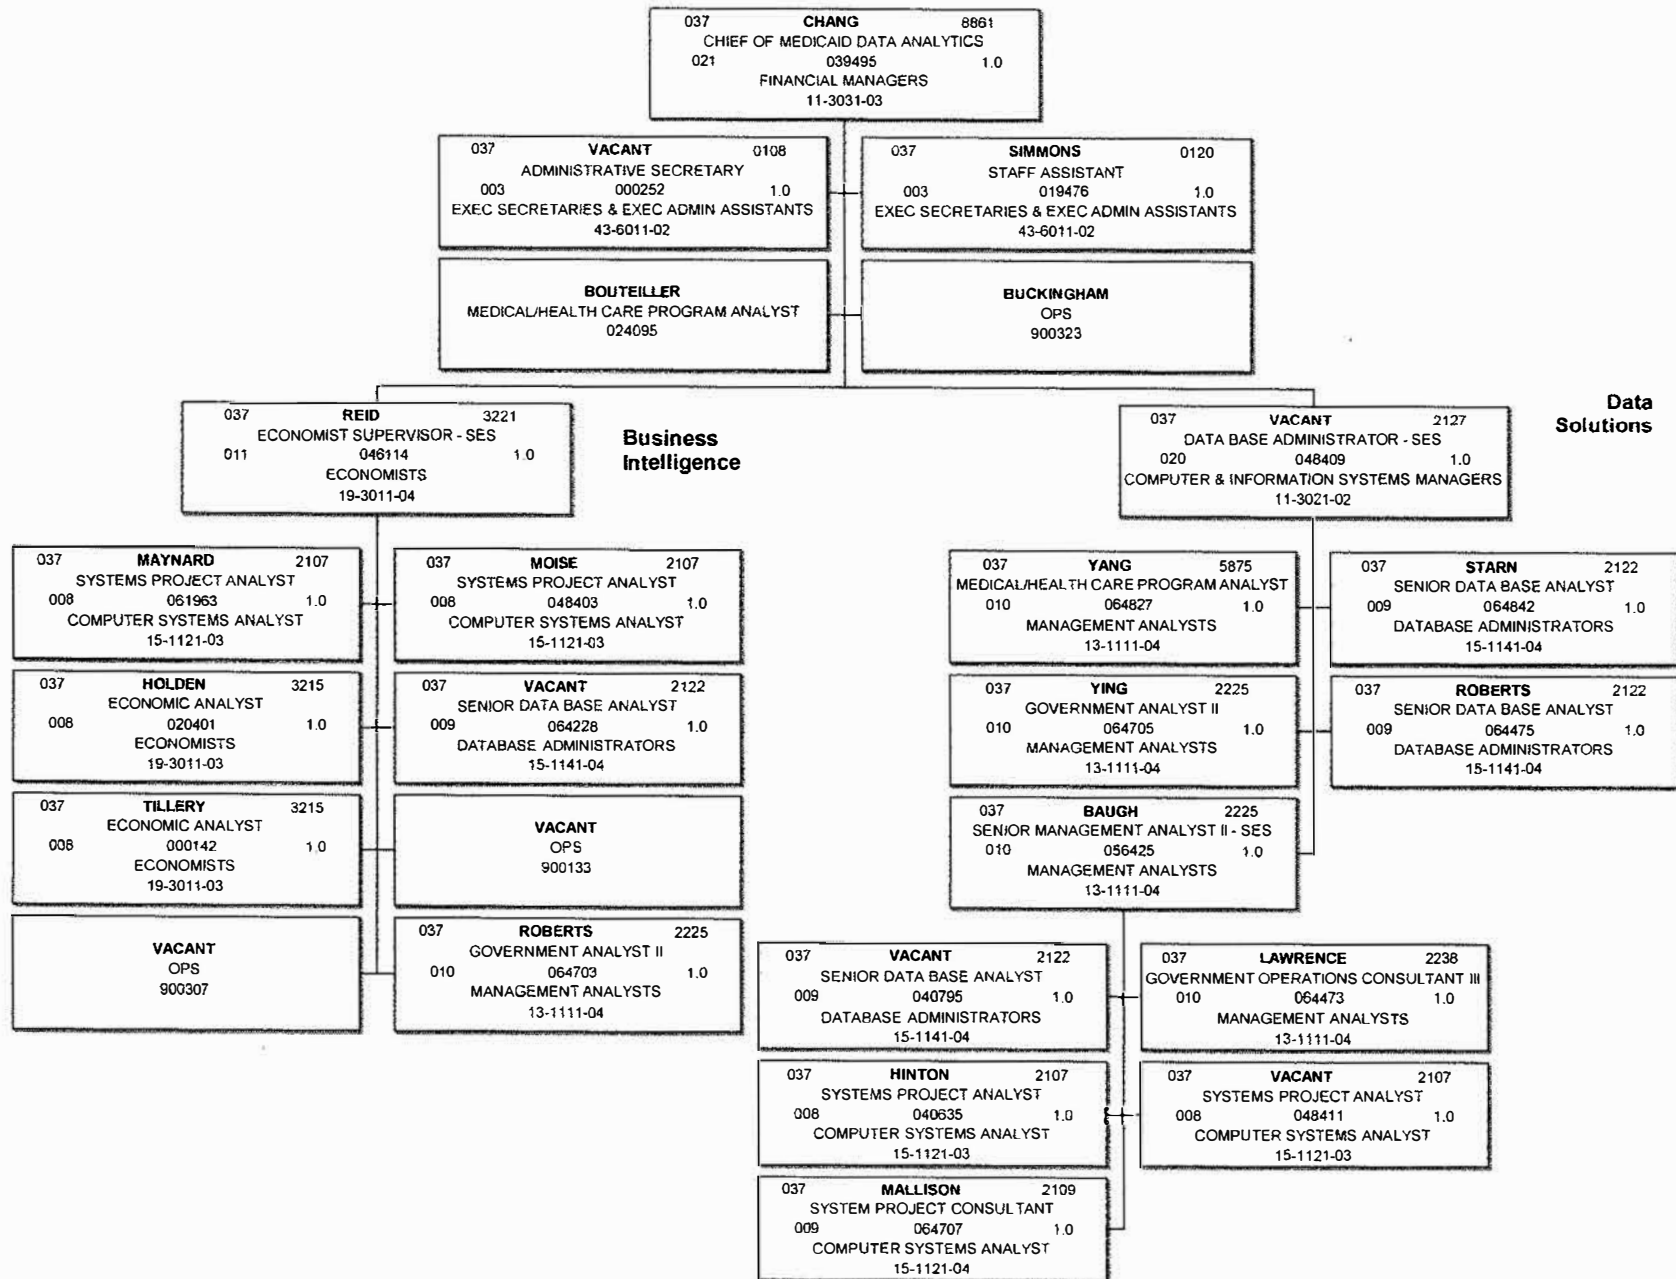 037 CHANG 8861
CHIEF OF MEDICAID DATA ANALYTICS
021 039495 1.0
FINANCIAL MANAGERS
11-3031-03
037 VACANT 0108
ADMINISTRATIVE SECRETARY
003 000252 1.0
EXEC SECRETARIES & EXEC ADMIN ASSISTANTS
43-6011-02
037 SIMMONS 0120
STAFF ASSISTANT
003 019476 1.0
EXEC SECRETARIES & EXEC ADMIN ASSISTANTS
43-6011-02
BOUTEILLER
MEDICAL/HEALTH CARE PROGRAM ANALYST
024095
BUCKINGHAM
OPS
900323
037 REID 3221
ECONOMIST SUPERVISOR - SES
011 046114 1.0
ECONOMISTS
19-3011-04
Business
Intelligence
037 VACANT 2127
DATA BASE ADMINISTRATOR - SES
020 048409 1.0
COMPUTER & INFORMATION SYSTEMS MANAGERS
11-3021-02
Data
Solutions
037 MAYNARD 2107
SYSTEMS PROJECT ANALYST
008 061963 1.0
COMPUTER SYSTEMS ANALYST
15-1121-03
037 MOISE 2107
SYSTEMS PROJECT ANALYST
008 048403 1.0
COMPUTER SYSTEMS ANALYST
15-1121-03
037 HOLDEN 3215
ECONOMIC ANALYST
008 020401 1.0
ECONOMISTS
19-3011-03
037 VACANT 2122
SENIOR DATA BASE ANALYST
009 064228 1.0
DATABASE ADMINISTRATORS
15-1141-04
037 TILLERY 3215
ECONOMIC ANALYST
008 000142 1.0
ECONOMISTS
19-3011-03
VACANT
OPS
900133
VACANT
OPS
900307
037 ROBERTS 2225
GOVERNMENT ANALYST II
010 064703 1.0
MANAGEMENT ANALYSTS
13-1111-04
037 YANG 5875
MEDICAL/HEALTH CARE PROGRAM ANALYST
010 064827 1.0
MANAGEMENT ANALYSTS
13-1111-04
037 STARN 2122
SENIOR DATA BASE ANALYST
009 064842 1.0
DATABASE ADMINISTRATORS
15-1141-04
037 YING 2225
GOVERNMENT ANALYST II
010 064705 1.0
MANAGEMENT ANALYSTS
13-1111-04
037 ROBERTS 2122
SENIOR DATA BASE ANALYST
009 064475 1.0
DATABASE ADMINISTRATORS
15-1141-04
037 BAUGH 2225
SENIOR MANAGEMENT ANALYST II - SES
010 056425 1.0
MANAGEMENT ANALYSTS
13-1111-04
037 VACANT 2122
SENIOR DATA BASE ANALYST
009 040795 1.0
DATABASE ADMINISTRATORS
15-1141-04
037 LAWRENCE 2238
GOVERNMENT OPERATIONS CONSULTANT III
010 064473 1.0
MANAGEMENT ANALYSTS
13-1111-04
037 HINTON 2107
SYSTEMS PROJECT ANALYST
008 040635 1.0
COMPUTER SYSTEMS ANALYST
15-1121-03
037 VACANT 2107
SYSTEMS PROJECT ANALYST
008 048411 1.0
COMPUTER SYSTEMS ANALYST
15-1121-03
037 MALLISON 2109
SYSTEM PROJECT CONSULTANT
009 064707 1.0
COMPUTER SYSTEMS ANALYST
15-1121-04